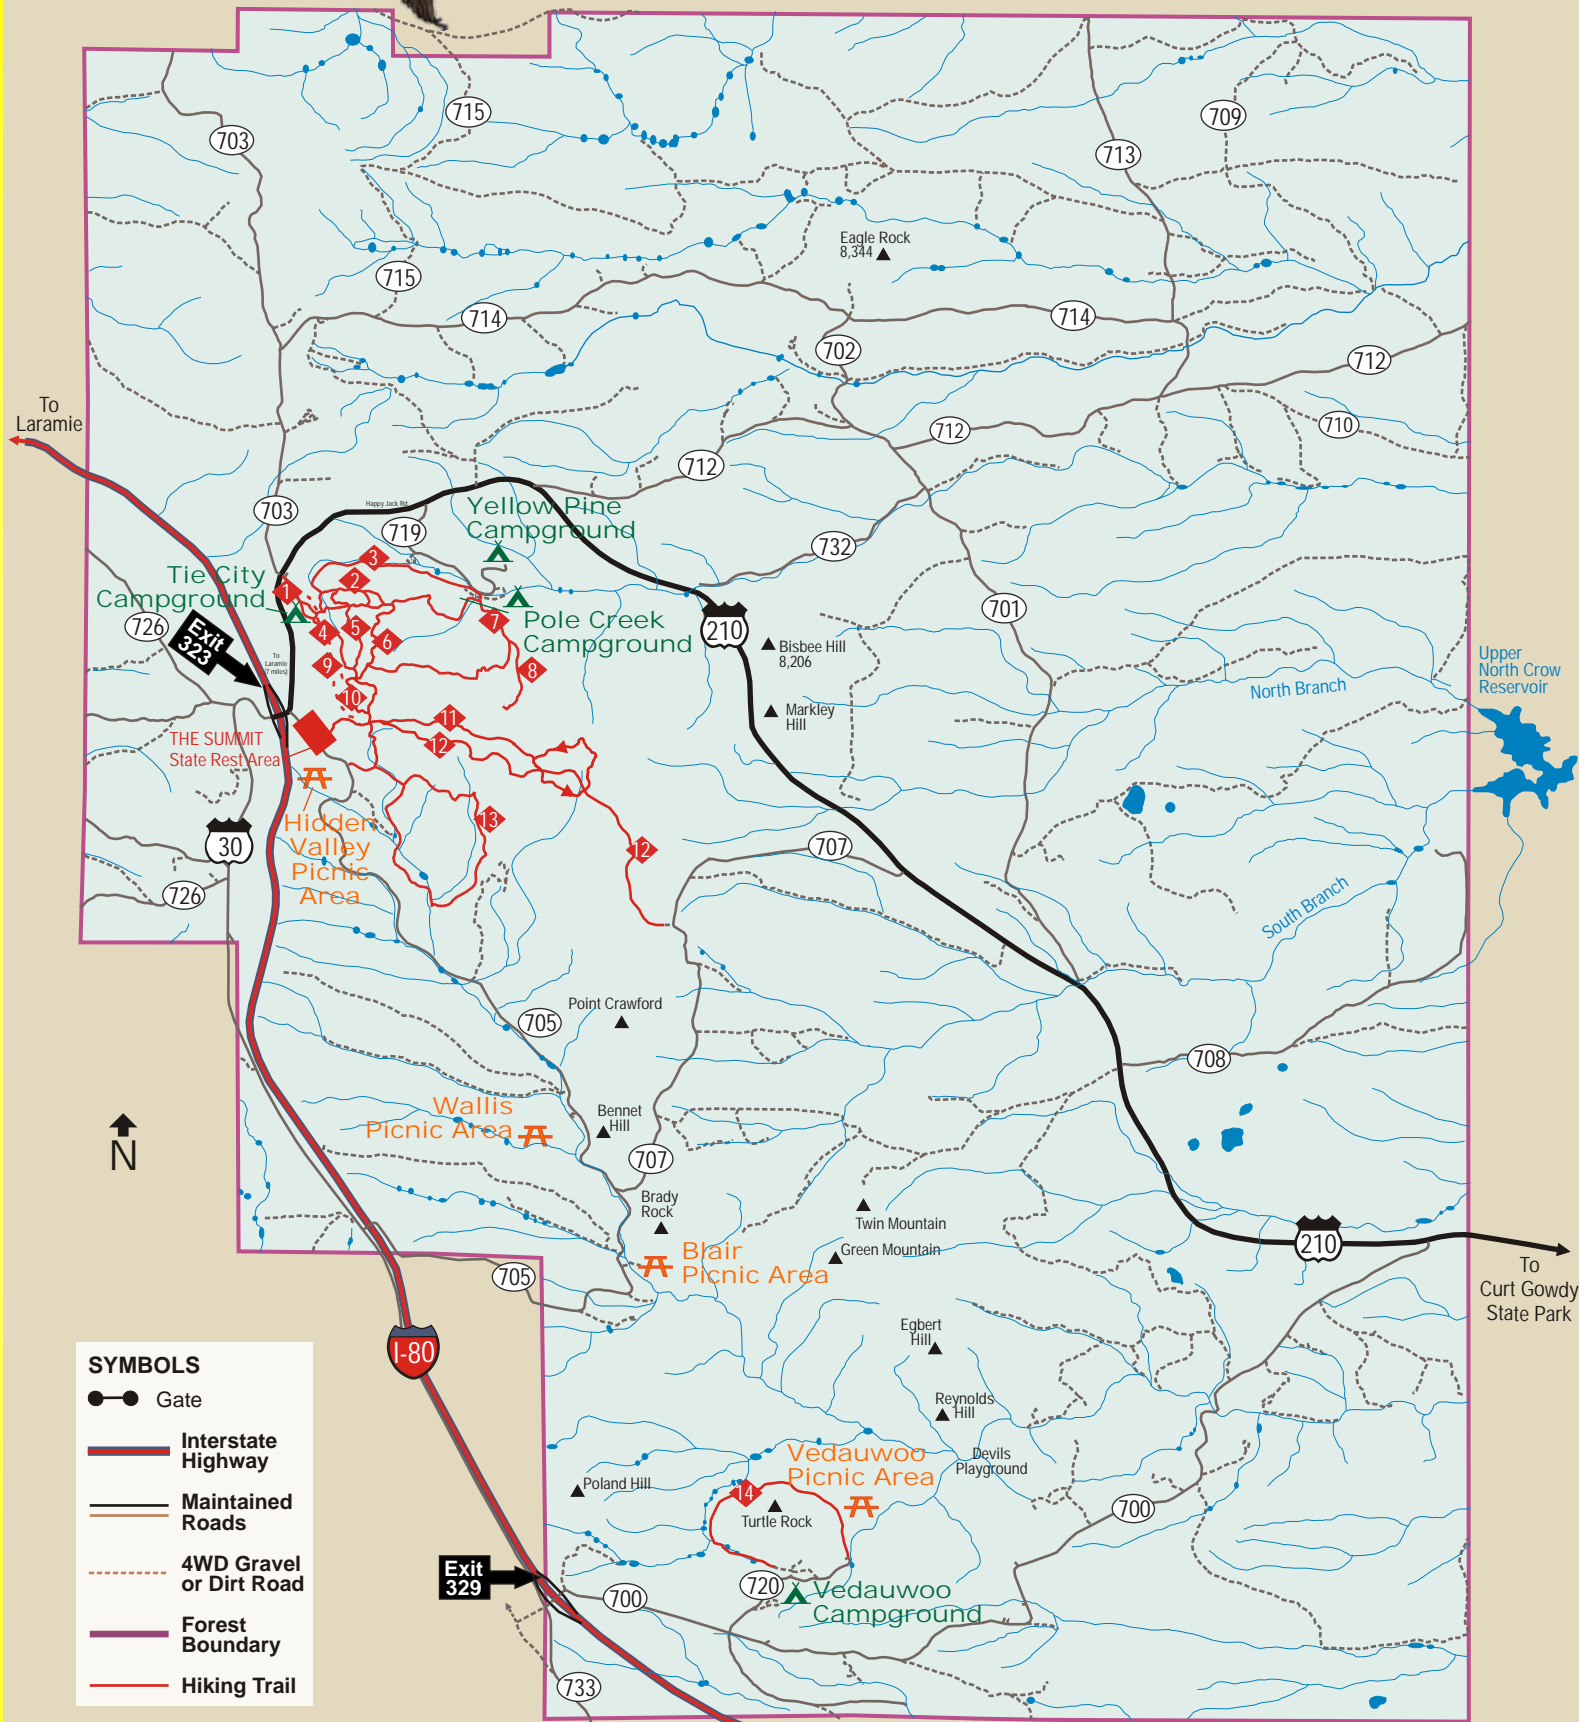 715
709
703
713
Eagle Rock
8,344
715
714
714
702
712
To
Laramie
712
710
712
703
Happy Jack Rd
Yellow Pine
Campground
719
732
3
Tie City
Campground
1
2
701
Pole Creek
Campground
726
Exit
323
4
5
6
7
210
Bisbee Hill
8,206
To
Laramie
(7 miles)
9
8
Upper
North Crow
Reservoir
North Branch
10
11
Markley
Hill
THE SUMMIT
State Rest Area
12
Hidden
Valley
Picnic
Area
13
30
12
707
726
South Branch
Point Crawford
705
708
Wallis
Picnic Area
Bennet
Hill
N
707
Brady
Rock
Twin Mountain
Green Mountain
210
Blair
Picnic Area
705
To
Curt Gowdy
State Park
Egbert
Hill
I-80
SYMBOLS
Gate
Interstate
Highway
Maintained
Roads
4WD Gravel
or Dirt Road
Forest
Boundary
Hiking Trail
Reynolds
Hill
Vedauwoo
Picnic Area
Devils
Playground
Poland Hill
14
Turtle Rock
700
Exit
329
700
720
Vedauwoo
Campground
733